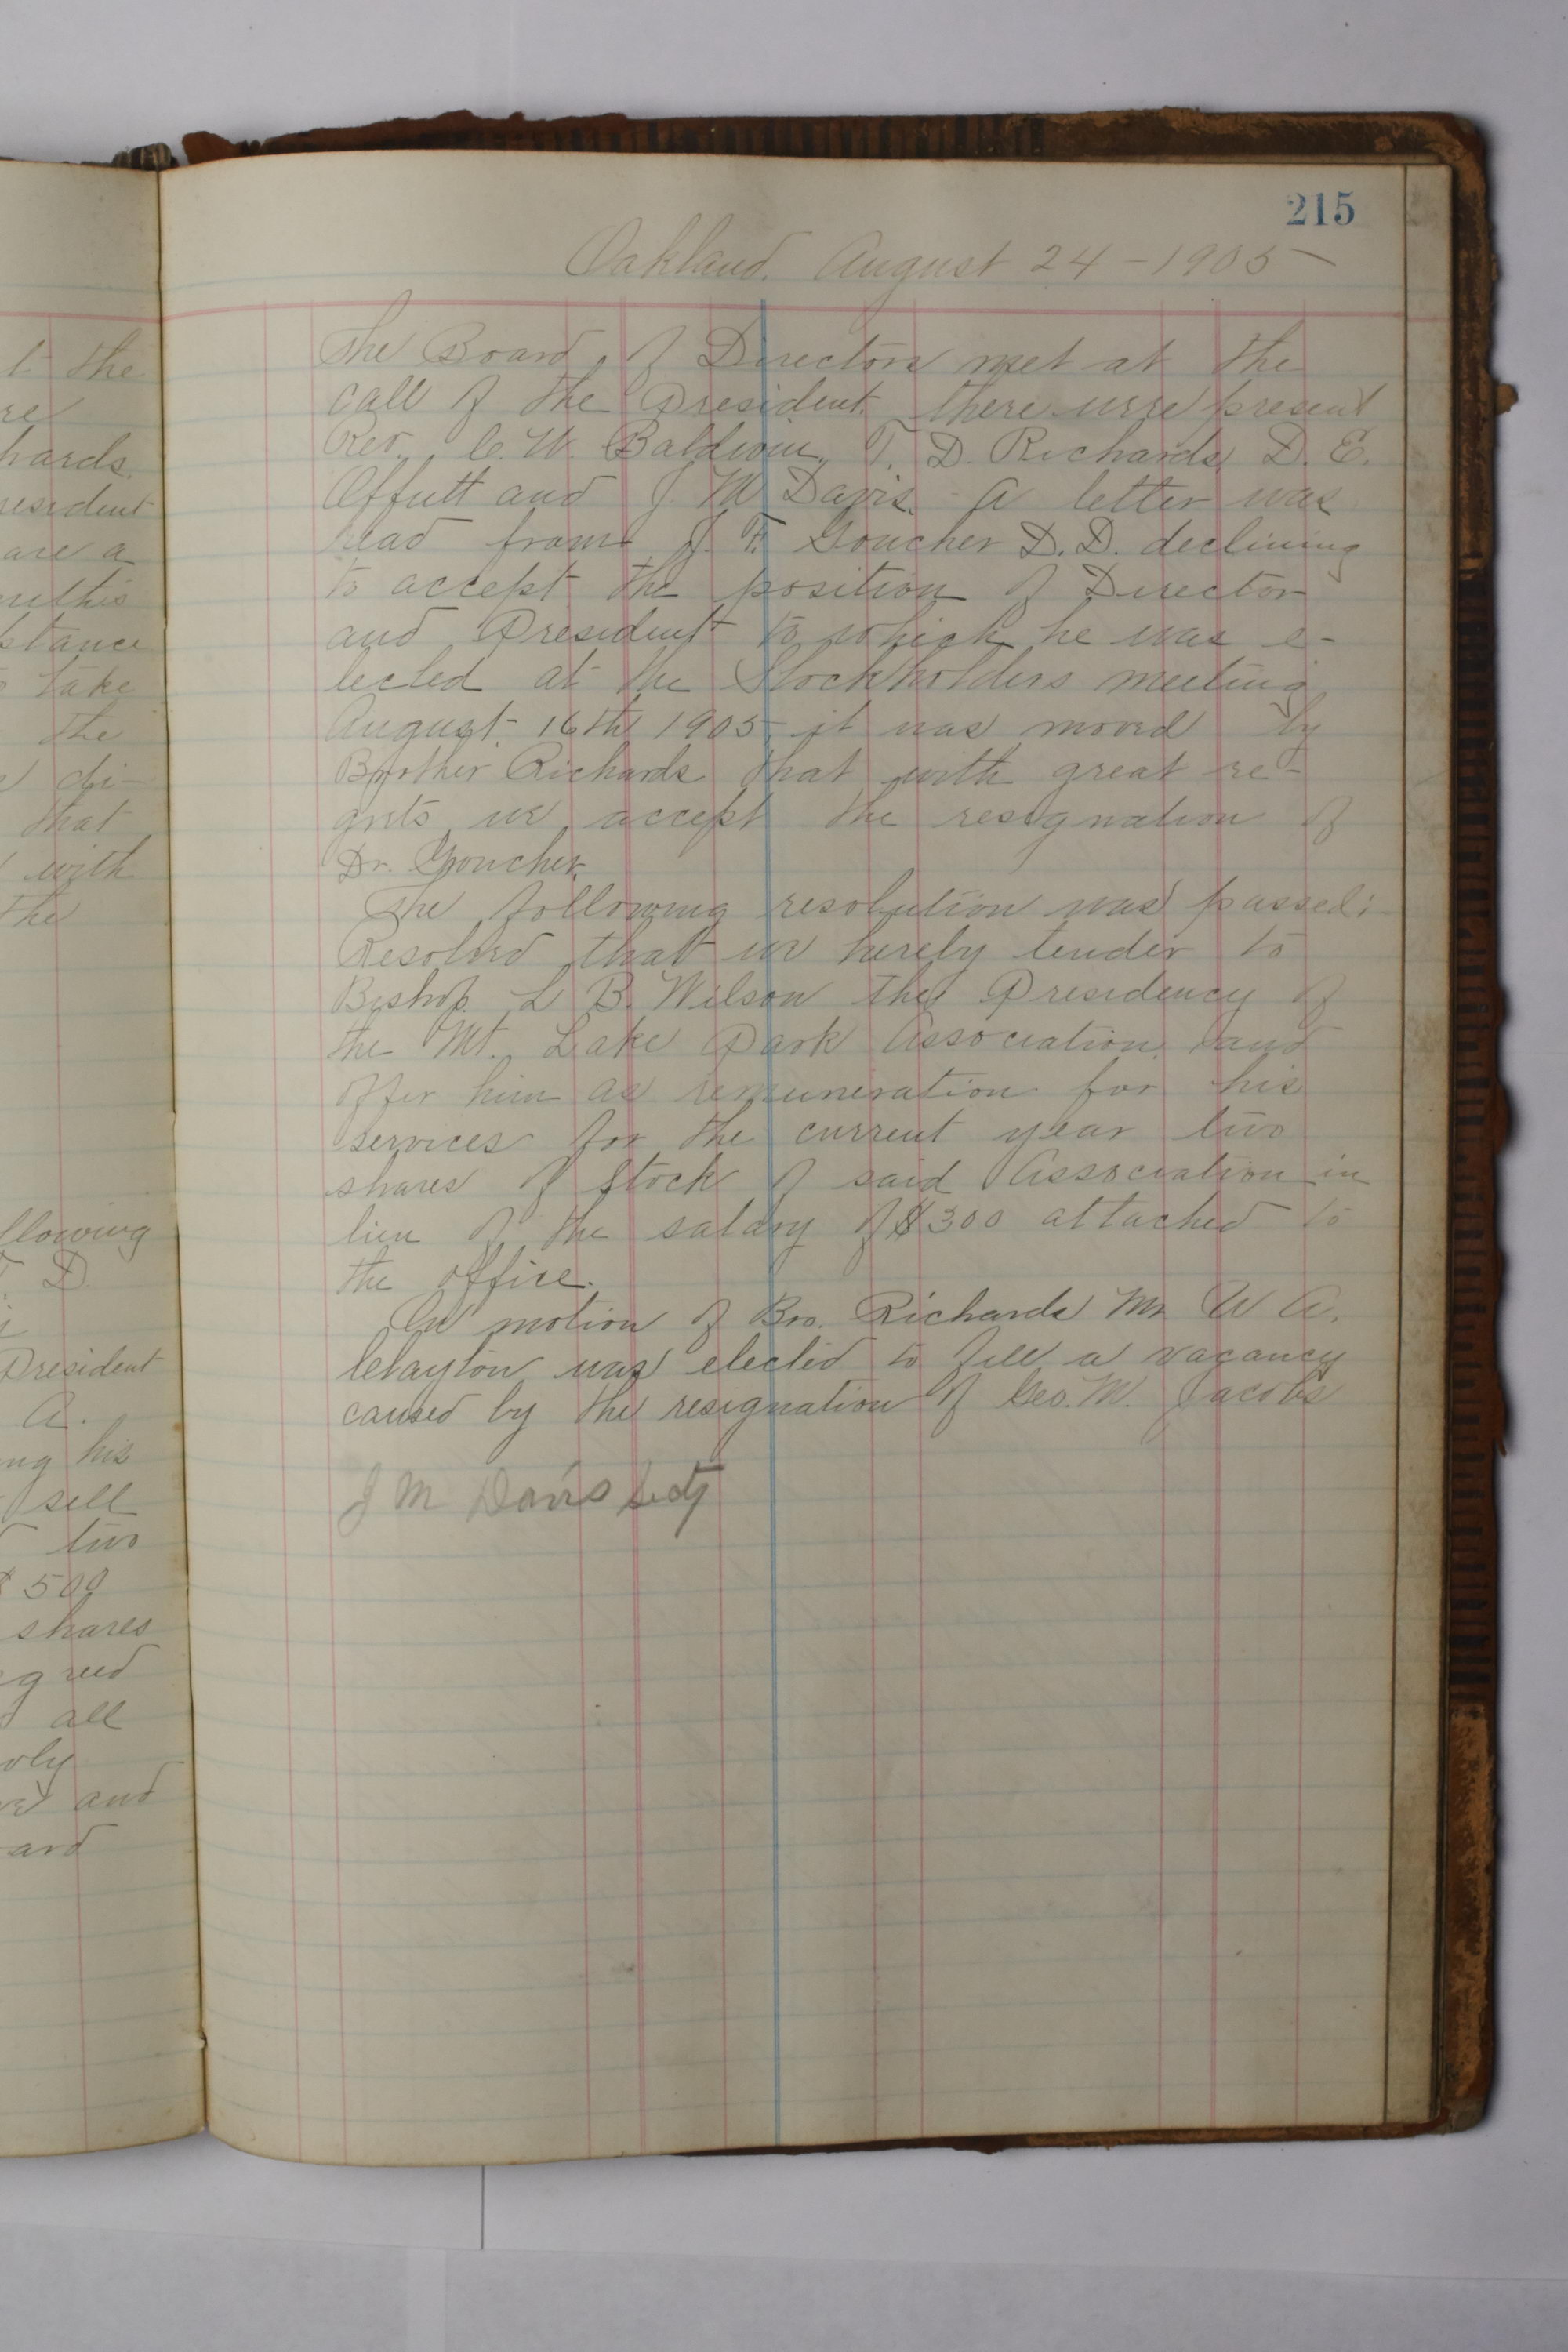 215
Oakland. August 24-1905
The Board of Directors met at the
call of the President there were present
Rev. C. W. Baldwin, T. D. Richards, D. E.
Offutt and J. M Davis. A letter was
read from J. F. Goucher D. D. declining
to accept the position of Director
and President to which he was e-
lected at the Stockholders meeting
August 16th 1905 it was moved by
Brother Richards that with great re-
grets we accept the resignation of
Dr. Goucher.
The following resolution was passed:
Resolved that we hereby tender to
Bishop L B. Wilson the Presidency of
the Mt. Lake Park Association and
offer him as remuneration for his
services for the current year two
shares of Stock of said Association in
lieu of the salary of $300 attached to
the office.
On motion of Bro. Richards Mr. W A.
Clayton was elected to fill a vacancy
caused by the resignation of Geo. M. Jacobs
J M Davis Secty
t the
re
hards.
resident
are a
stance
take
the
di-
that
with
the
llowing
T. D.
President
A.
ng his
sell
two
$500
shares
greed
all
oly
and
ard